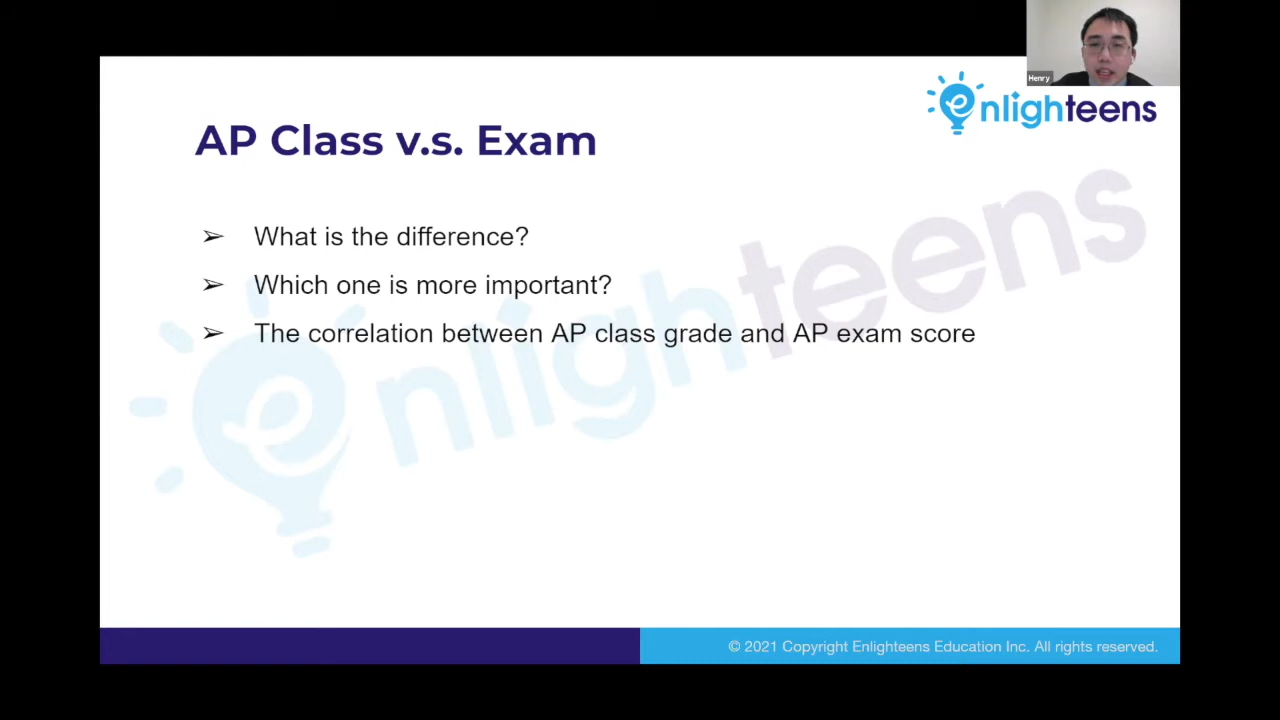 Henry
enlighteens
AP Class v.s. Exam
➢ What is the difference?
➢ Which one is more important?
➢ The correlation between AP class grade and AP exam score
enlighteens
© 2021 Copyright Enlighteens Education Inc. All rights reserved.